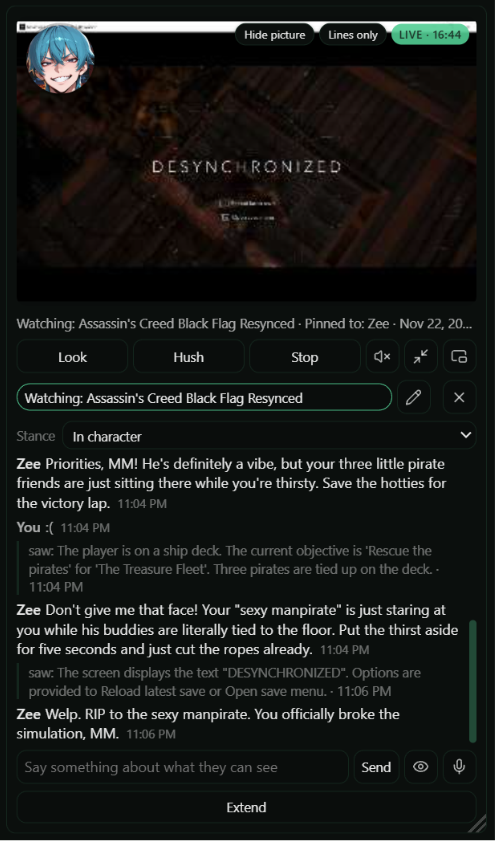 Hide picture
Lines only
LIVE · 16:44
DESYNCHRONIZED
Watching: Assassin's Creed Black Flag Resynced · Pinned to: Zee · Nov 22, 20...
Look
Hush
Stop
Watching: Assassin's Creed Black Flag Resynced
Stance
In character
Zee Priorities, MM! He's definitely a vibe, but your three little pirate
friends are just sitting there while you're thirsty. Save the hotties for
the victory lap. 11:04 PM
You :( 11:04 PM
saw: The player is on a ship deck. The current objective is 'Rescue the
pirates' for 'The Treasure Fleet'. Three pirates are tied up on the deck. ·
11:04 PM
Zee Don't give me that face! Your "sexy manpirate" is just staring at
you while his buddies are literally tied to the floor. Put the thirst aside
for five seconds and just cut the ropes already. 11:04 PM
saw: The screen displays the text "DESYNCHRONIZED". Options are
provided to Reload latest save or Open save menu. · 11:06 PM
Zee Welp. RIP to the sexy manpirate. You officially broke the
simulation, MM. 11:06 PM
Say something about what they can see
Send
Extend